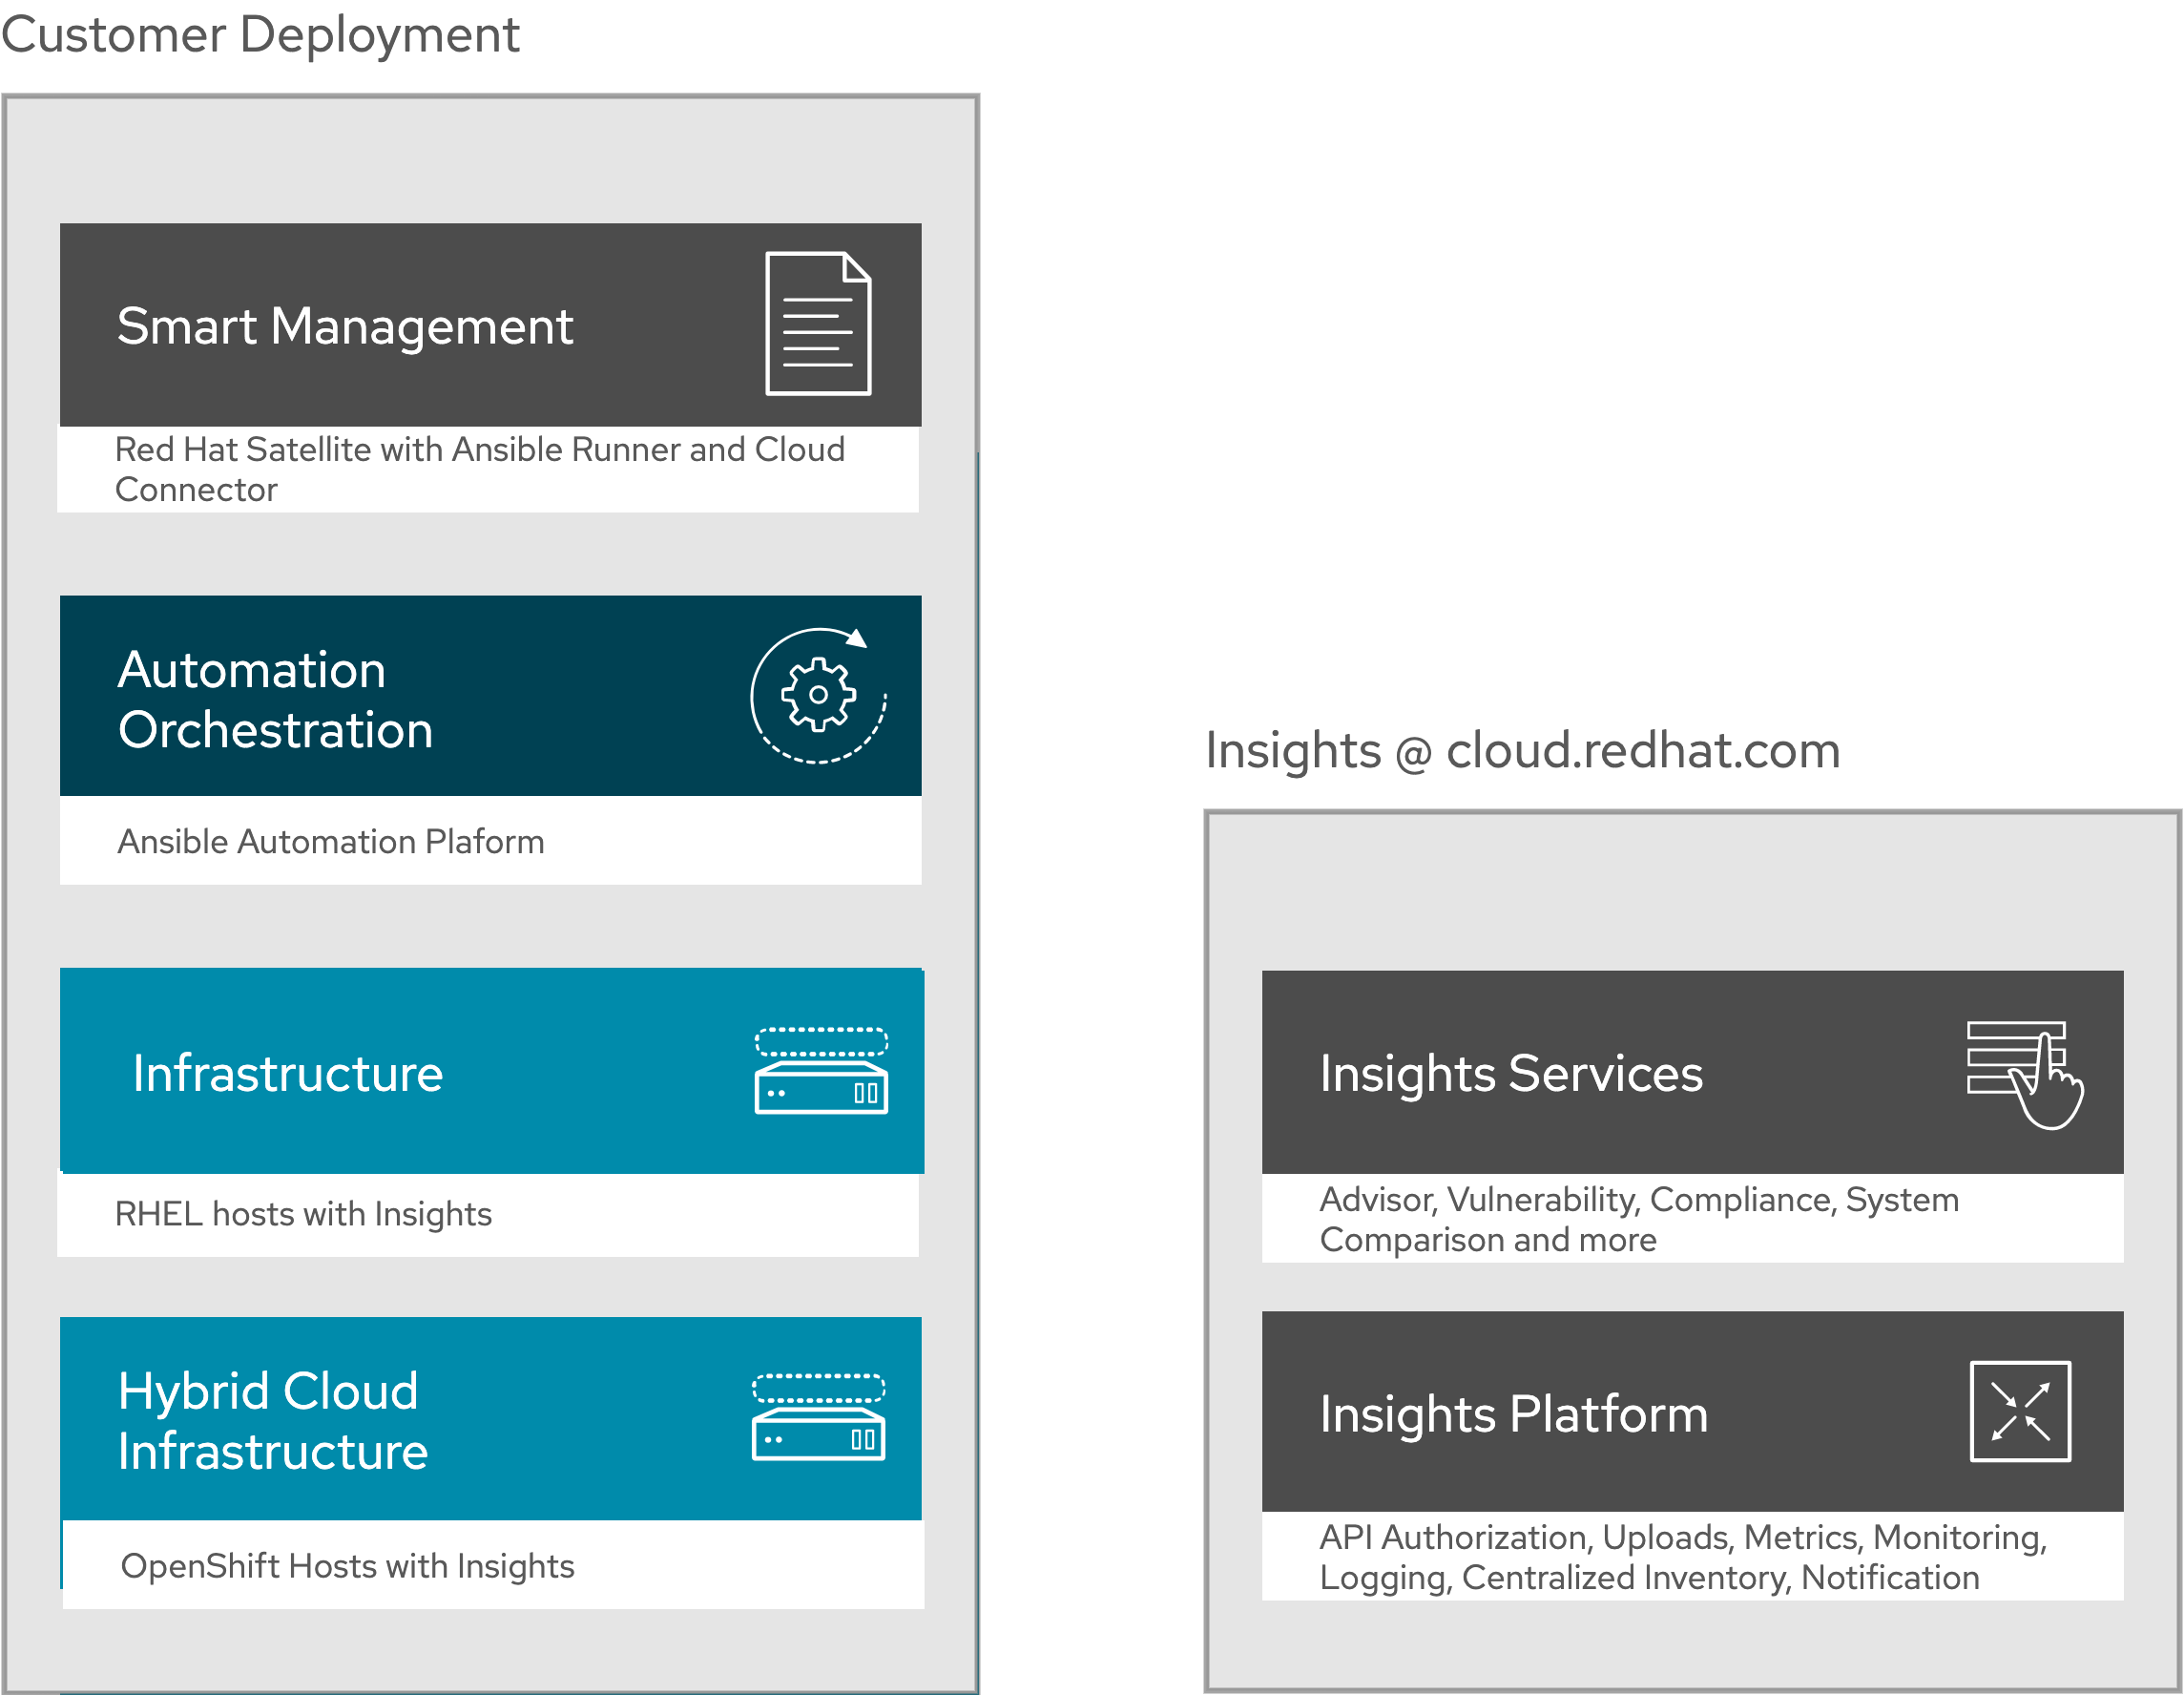 Customer Deployment
Smart Management
Red Hat Satellite with Ansible Runner and Cloud
Connector
Automation
Orchestration
Ansible Automation Plaform
Infrastructure
RHEL hosts with Insights
Hybrid Cloud
Infrastructure
OpenShift Hosts with Insights
Insights @ cloud.redhat.com
Insights Services
Advisor, Vulnerability, Compliance, System
Comparison and more
Insights Platform
API Authorization, Uploads, Metrics, Monitoring,
Logging, Centralized Inventory, Notification